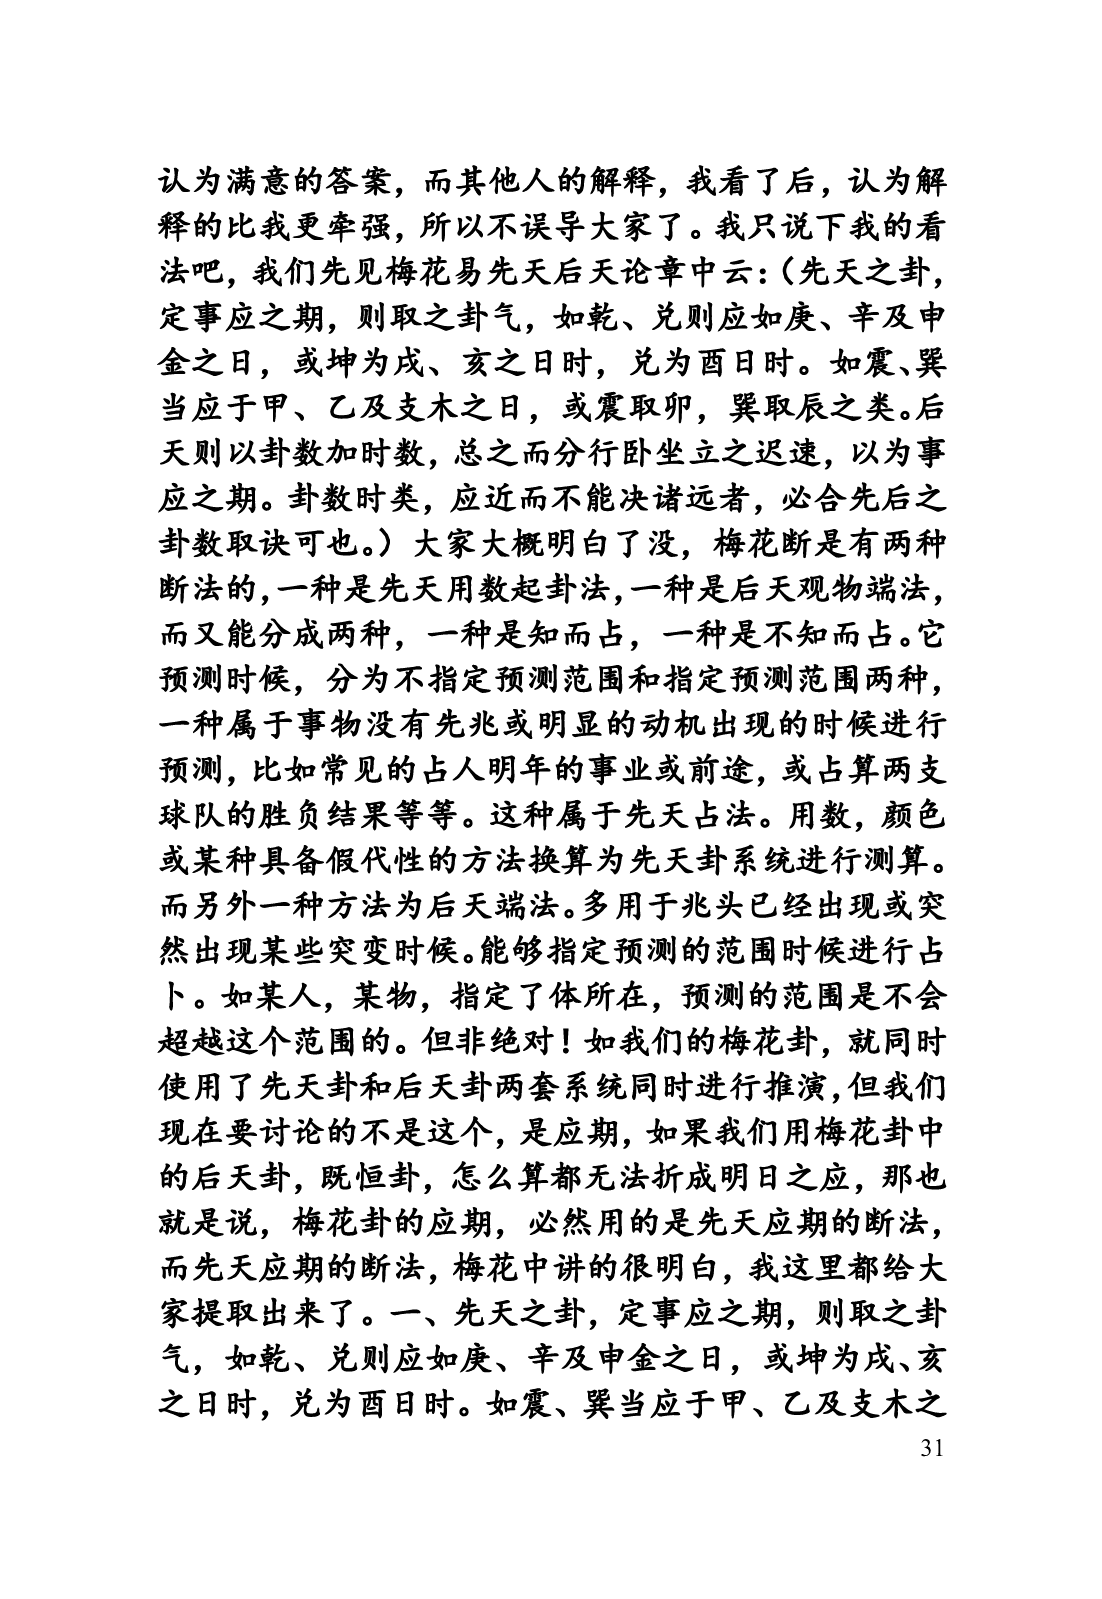 认为满意的答案，而其他人的解释，我看了后，认为解
释的比我更牵强，所以不误导大家了。我只说下我的看
法吧，我们先见梅花易先天后天论章中云：（先天之卦，
定事应之期，则取之卦气，如乾、兑则应如庚、辛及申
金之日，或坤为戌、亥之日时，兑为酉日时。如震、巽
当应于甲、乙及支木之日，或震取卯，巽取辰之类。后
天则以卦数加时数，总之而分行卧坐立之迟速，以为事
应之期。卦数时类，应近而不能决诸远者，必合先后之
卦数取诀可也。）大家大概明白了没，梅花断是有两种
断法的，一种是先天用数起卦法，一种是后天观物端法，
而又能分成两种，一种是知而占，一种是不知而占。它
预测时候，分为不指定预测范围和指定预测范围两种，
一种属于事物没有先兆或明显的动机出现的时候进行
预测，比如常见的占人明年的事业或前途，或占算两支
球队的胜负结果等等。这种属于先天占法。用数，颜色
或某种具备假代性的方法换算为先天卦系统进行测算。
而另外一种方法为后天端法。多用于兆头已经出现或突
然出现某些突变时候。能够指定预测的范围时候进行占
卜。如某人，某物，指定了体所在，预测的范围是不会
超越这个范围的。但非绝对！如我们的梅花卦，就同时
使用了先天卦和后天卦两套系统同时进行推演，但我们
现在要讨论的不是这个，是应期，如果我们用梅花卦中
的后天卦，既恒卦，怎么算都无法折成明日之应，那也
就是说，梅花卦的应期，必然用的是先天应期的断法，
而先天应期的断法，梅花中讲的很明白，我这里都给大
家提取出来了。一、先天之卦，定事应之期，则取之卦
气，如乾、兑则应如庚、辛及申金之日，或坤为戌、亥
之日时，兑为酉日时。如震、巽当应于甲、乙及支木之
31